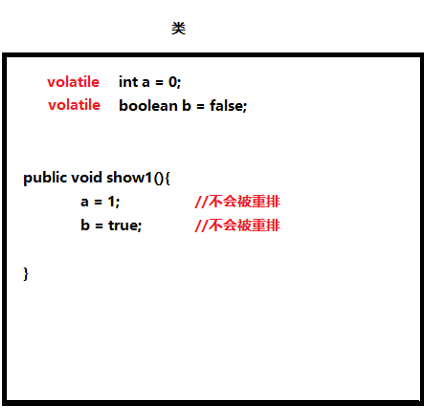 类
volatile int a = 0;
volatile boolean b = false;
public void show1(){
a = 1; //不会被重排
b = true; //不会被重排
}